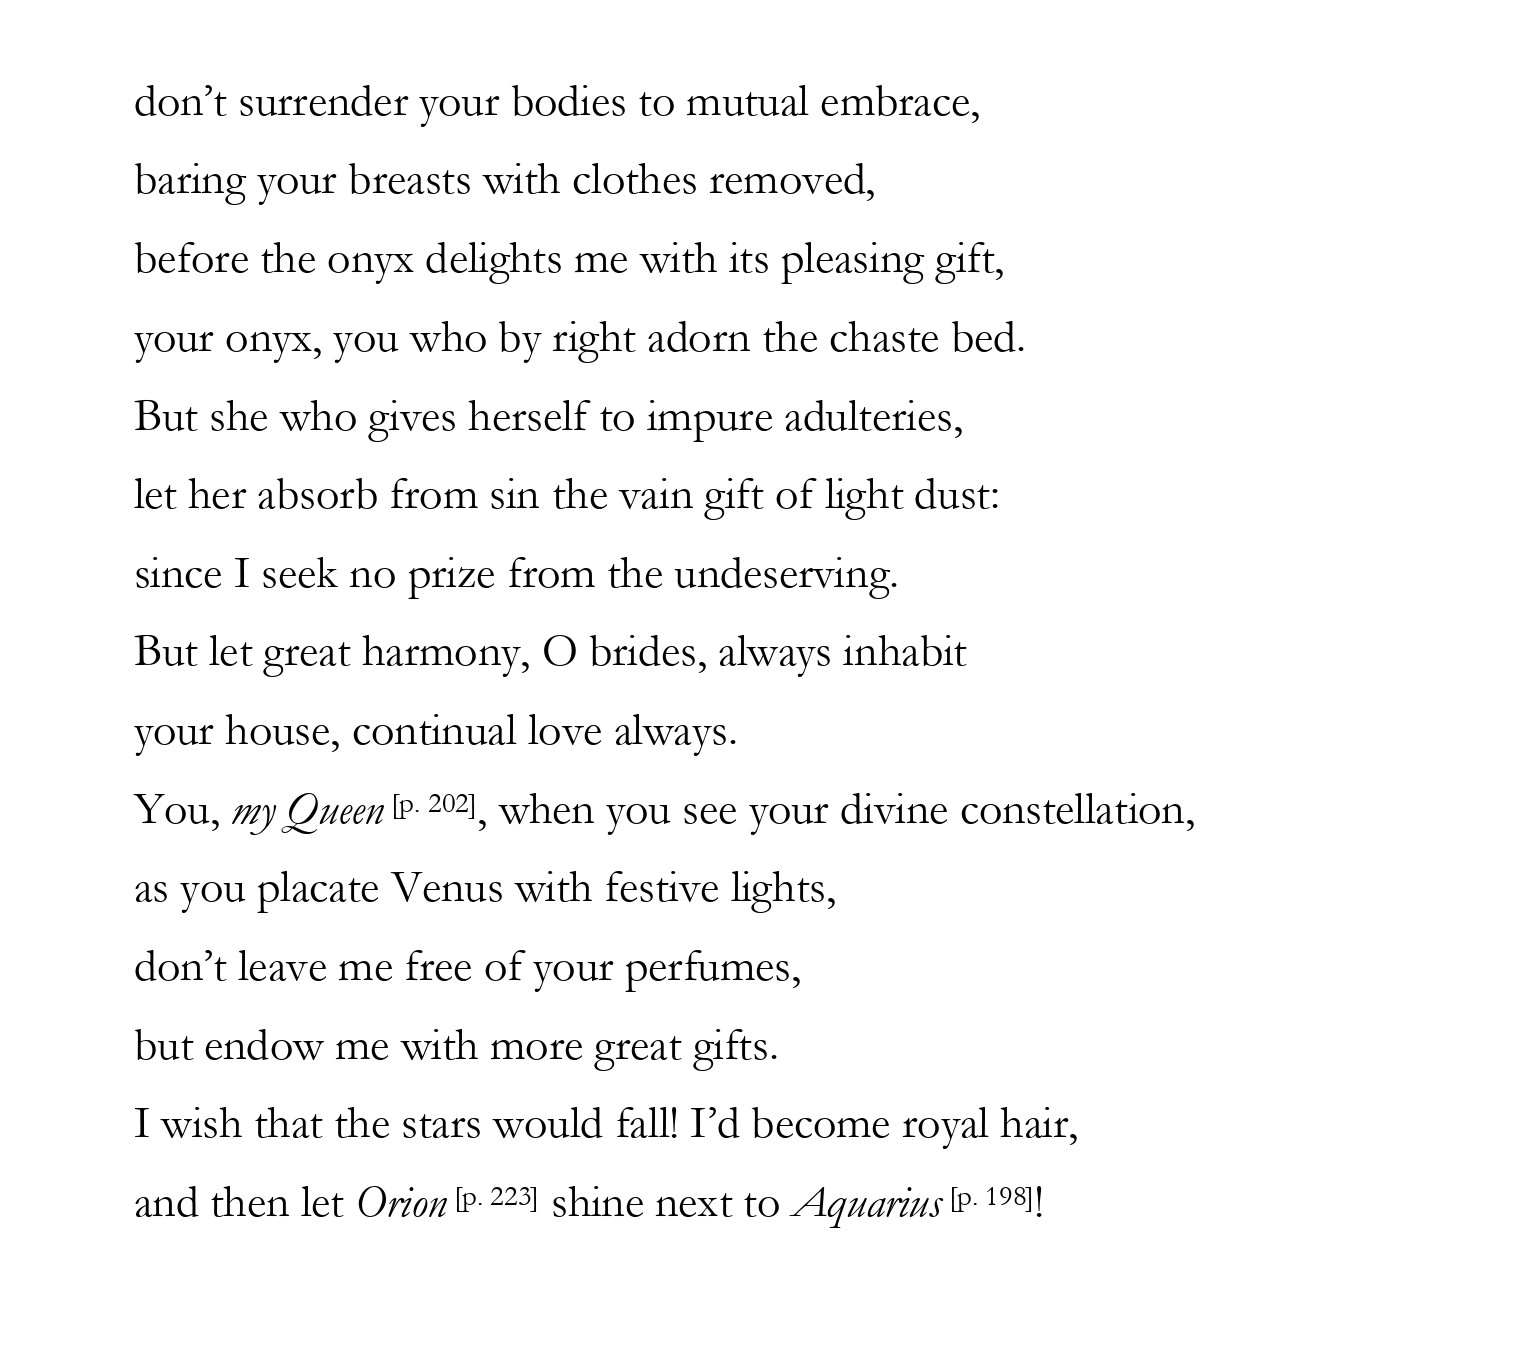 don’t surrender your bodies to mutual embrace,
baring your breasts with clothes removed,
before the onyx delights me with its pleasing gift,
your onyx, you who by right adorn the chaste bed.
But she who gives herself to impure adulteries,
let her absorb from sin the vain gift of light dust:
since I seek no prize from the undeserving.
But let great harmony, O brides, always inhabit
your house, continual love always.
You, my Queen [p. 202], when you see your divine constellation,
as you placate Venus with festive lights,
don’t leave me free of your perfumes,
but endow me with more great gifts.
I wish that the stars would fall! I’d become royal hair,
and then let Orion [p. 223] shine next to Aquarius [p. 198]!